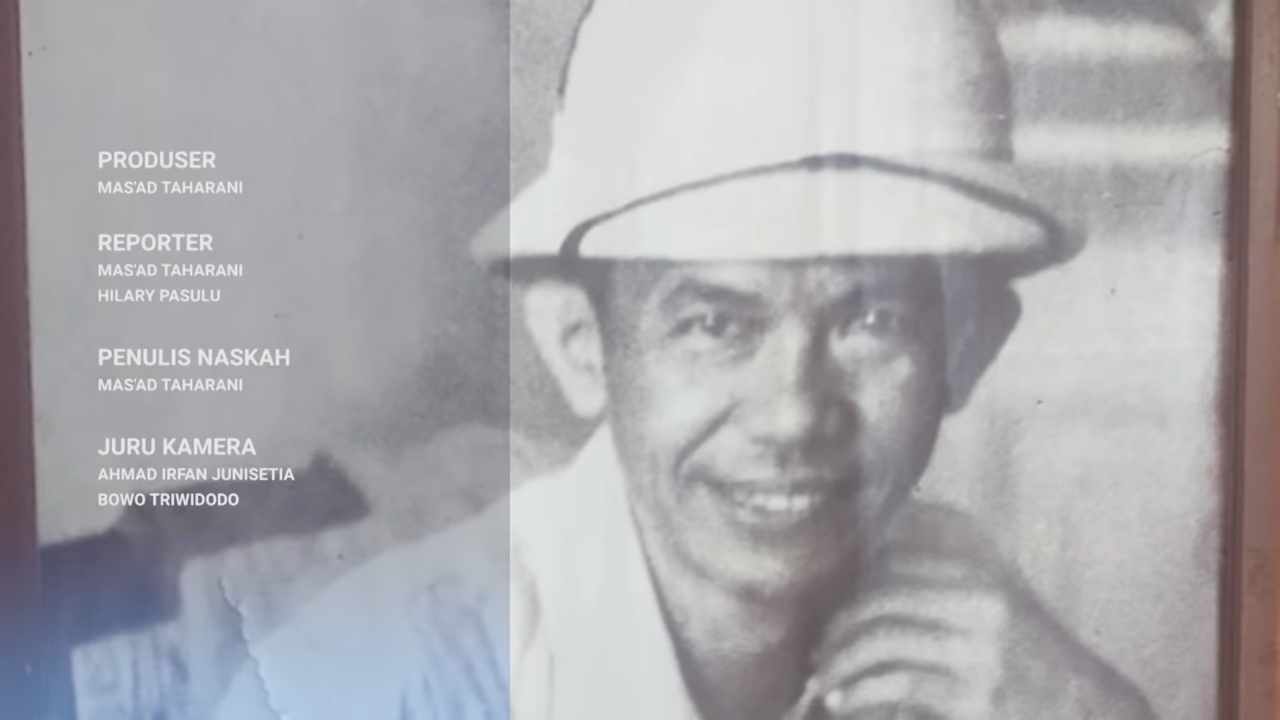 PRODUSER
MAS'AD TAHARANI
REPORTER
MAS'AD TAHARANI
HILARY PASULU
PENULIS NASKAH
MAS'AD TAHARANI
JURU KAMERA
AHMAD IRFAN JUNISETIA
BOWO TRIWIDODO